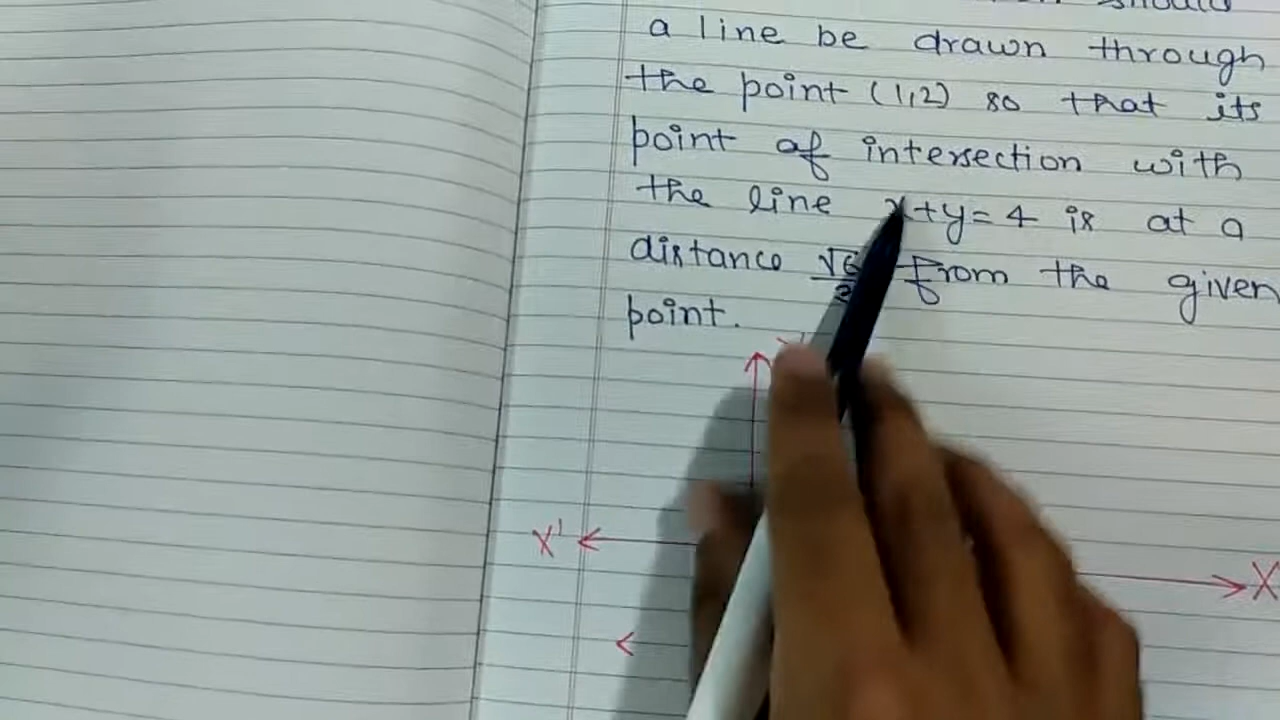 should
a line be drawn through
the point (1,2) so that its
point of intersection with
the line x+y=4 is at a
distance √6 from the given
point.
X'
X